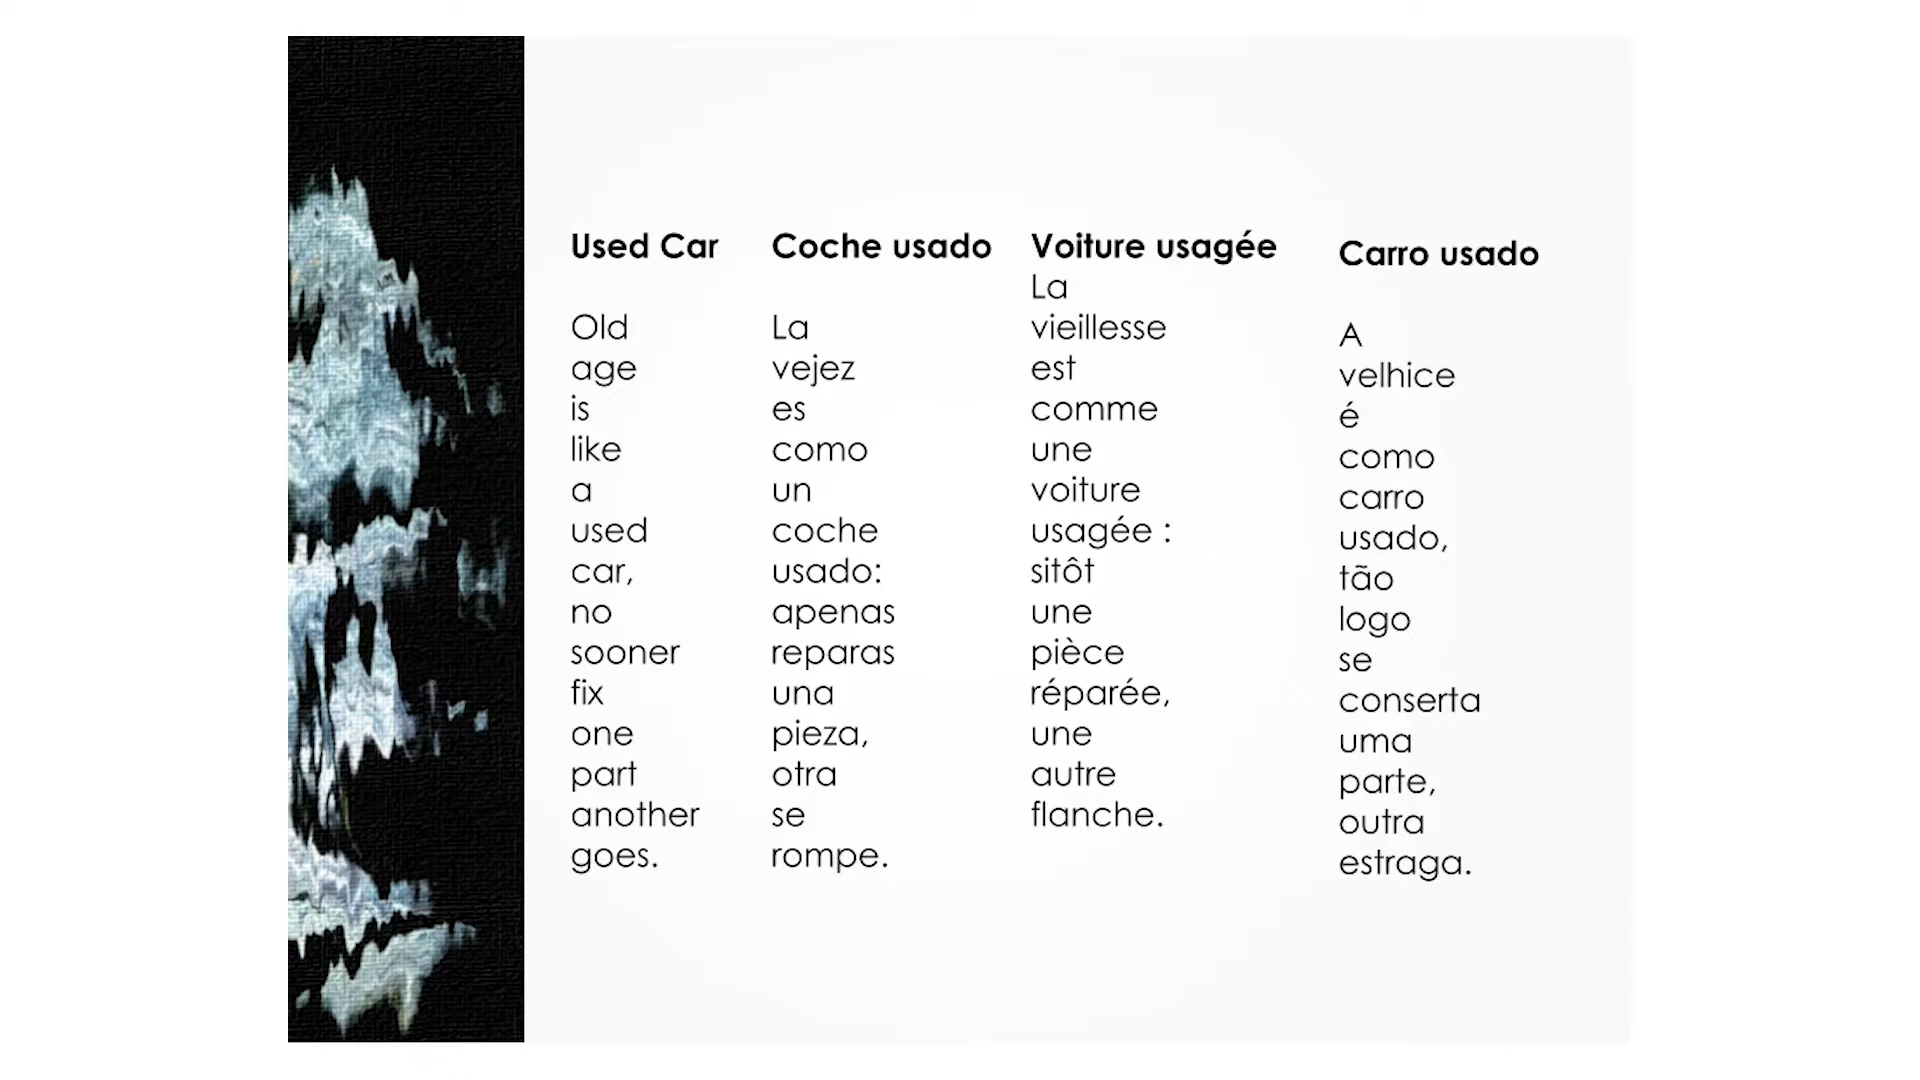 Used Car
Old
age
is
like
a
used
car,
no
sooner
fix
one
part
another
goes.
Coche usado
La
vejez
es
como
un
coche
usado:
apenas
reparas
una
pieza,
otra
se
rompe.
Voiture usagée
La
vieillesse
est
comme
une
voiture
usagée :
sitôt
une
pièce
réparée,
une
autre
flanche.
Carro usado
A
velhice
é
como
carro
usado,
tão
logo
se
conserta
uma
parte,
outra
estraga.